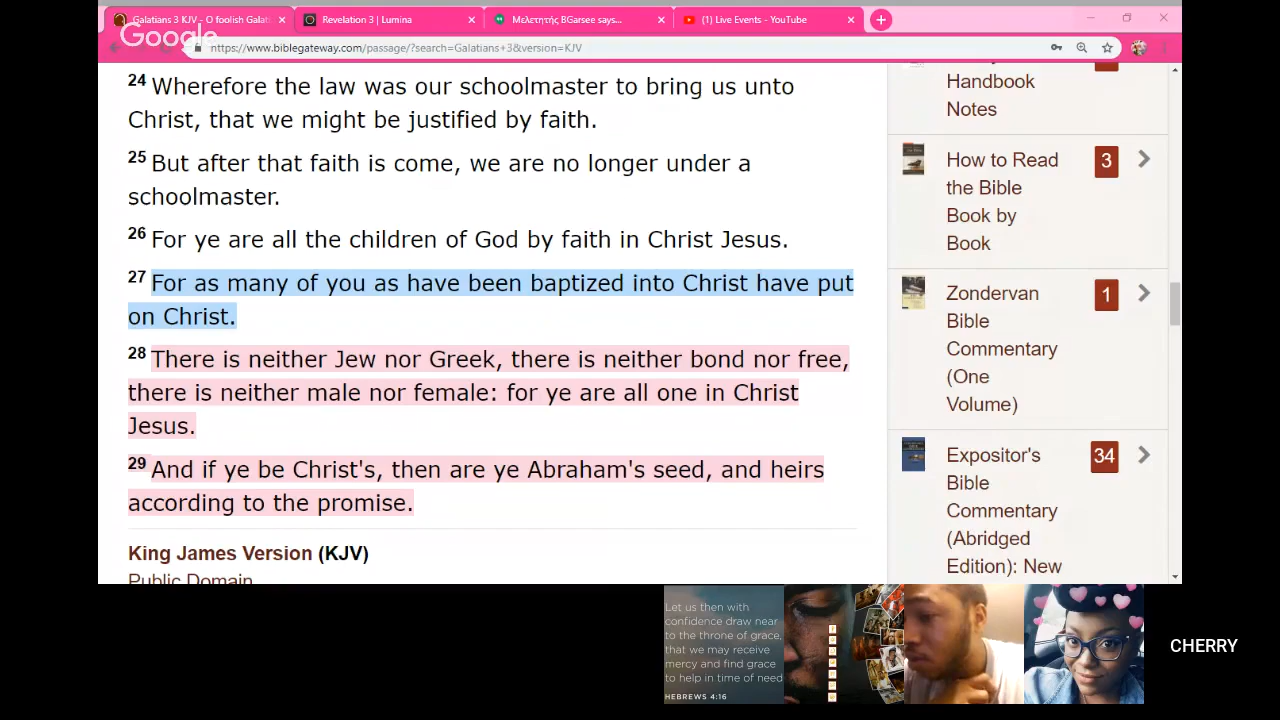 Galatians 3 KJV - O foolish Galat
Revelation 3 | Lumina
Μελετητής BGarsee says...
(1) Live Events - YouTube
Google
https://www.biblegateway.com/passage/?search=Galatians+3&version=KJV
24 Wherefore the law was our schoolmaster to bring us unto
Christ, that we might be justified by faith.
25 But after that faith is come, we are no longer under a
schoolmaster.
26 For ye are all the children of God by faith in Christ Jesus.
27 For as many of you as have been baptized into Christ have put
on Christ.
28 There is neither Jew nor Greek, there is neither bond nor free,
there is neither male nor female: for ye are all one in Christ
Jesus.
29 And if ye be Christ's, then are ye Abraham's seed, and heirs
according to the promise.
King James Version (KJV)
Public Domain
Handbook
Notes
How to Read
the Bible
Book by
Book
3
Zondervan
Bible
Commentary
(One
Volume)
1
Expositor's
Bible
Commentary
(Abridged
Edition): New
34
Let us then with
confidence draw near
to the throne of grace,
that we may receive
mercy and find grace
to help in time of need
HEBREWS 4:16
CHERRY